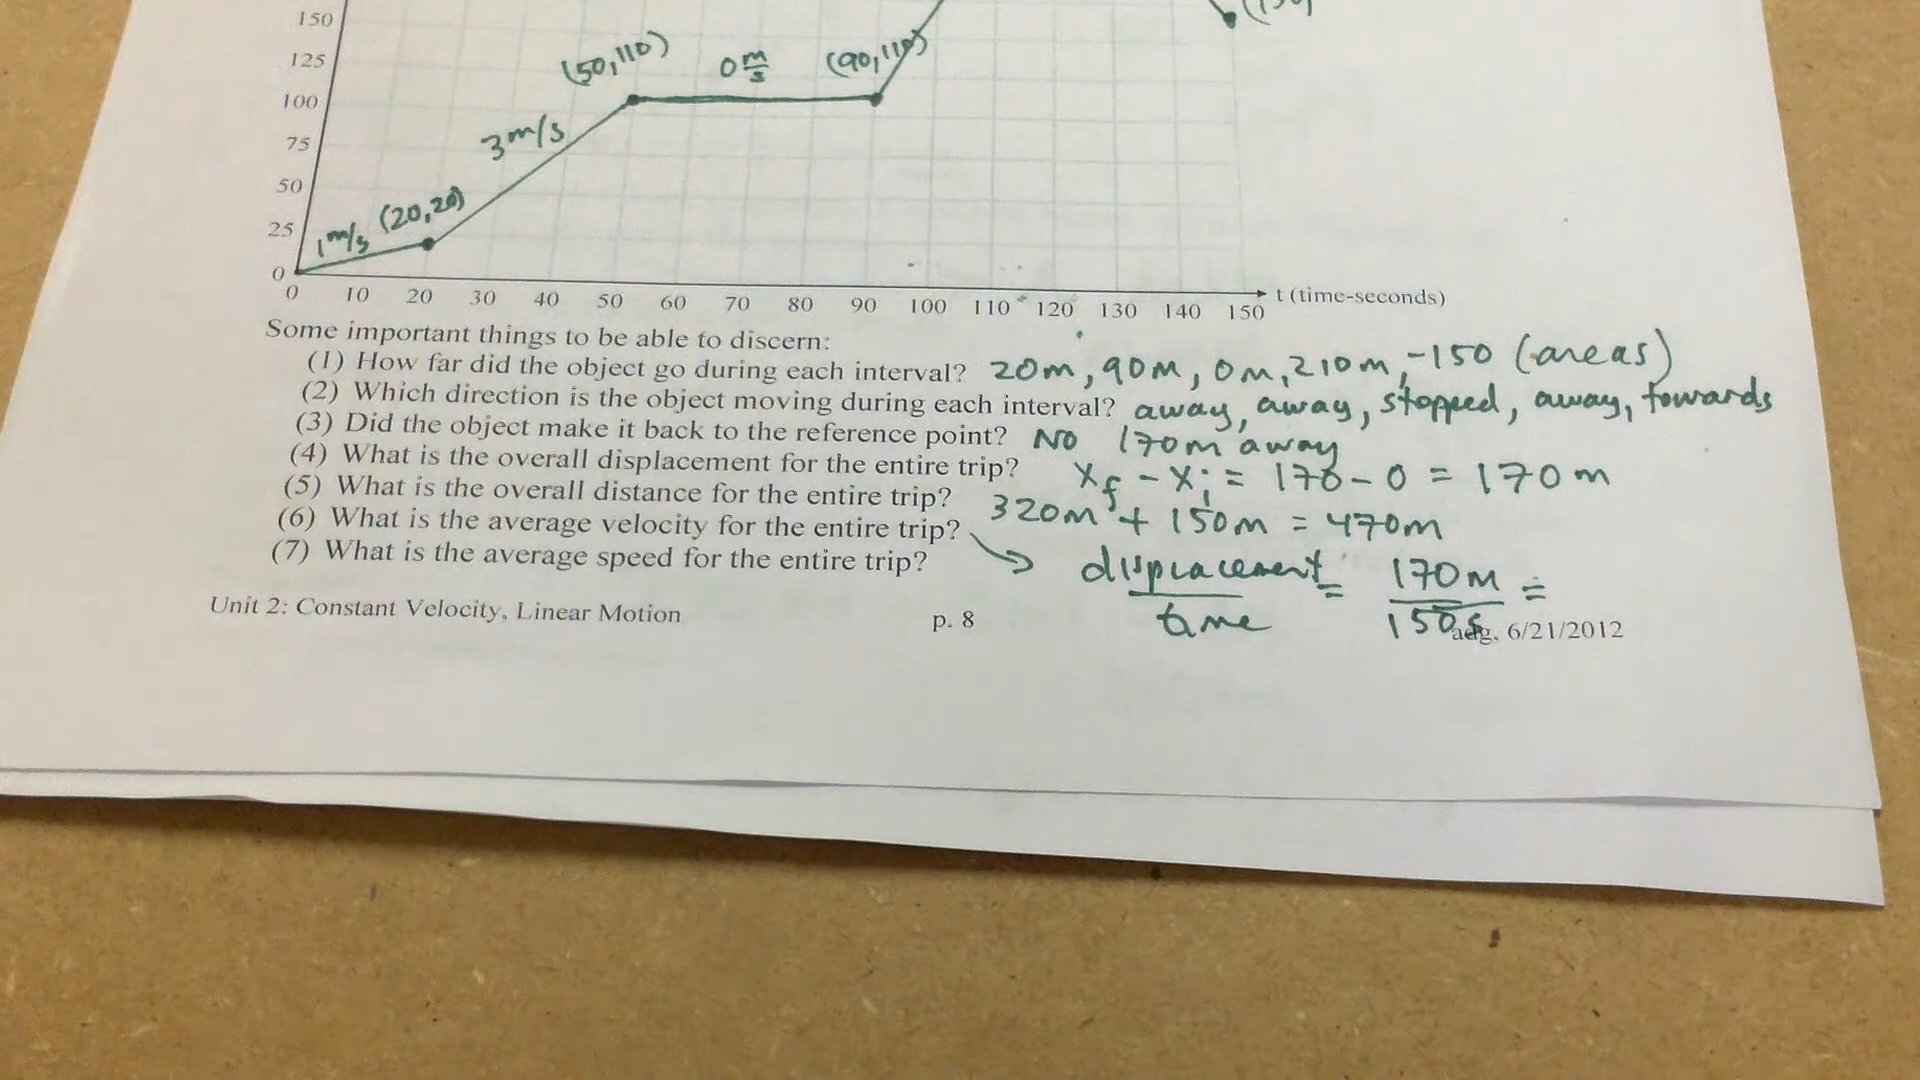 150
(50,110) 0 m/s (90,110)
125
100
3 m/s
75
50
(20,20)
25
1 m/s
0
0 10 20 30 40 50 60 70 80 90 100 110 120 130 140 150 t (time-seconds)
Some important things to be able to discern:
(1) How far did the object go during each interval? 20m, 90m, 0m, 210m, -150 (areas)
(2) Which direction is the object moving during each interval? away, away, stopped, away, towards
(3) Did the object make it back to the reference point? No 170m away
(4) What is the overall displacement for the entire trip? xf - xi = 170 - 0 = 170m
(5) What is the overall distance for the entire trip? 320m + 150m = 470m
(6) What is the average velocity for the entire trip? displacement/time = 170m/150s =
(7) What is the average speed for the entire trip?
Unit 2: Constant Velocity, Linear Motion p. 8 adg. 6/21/2012